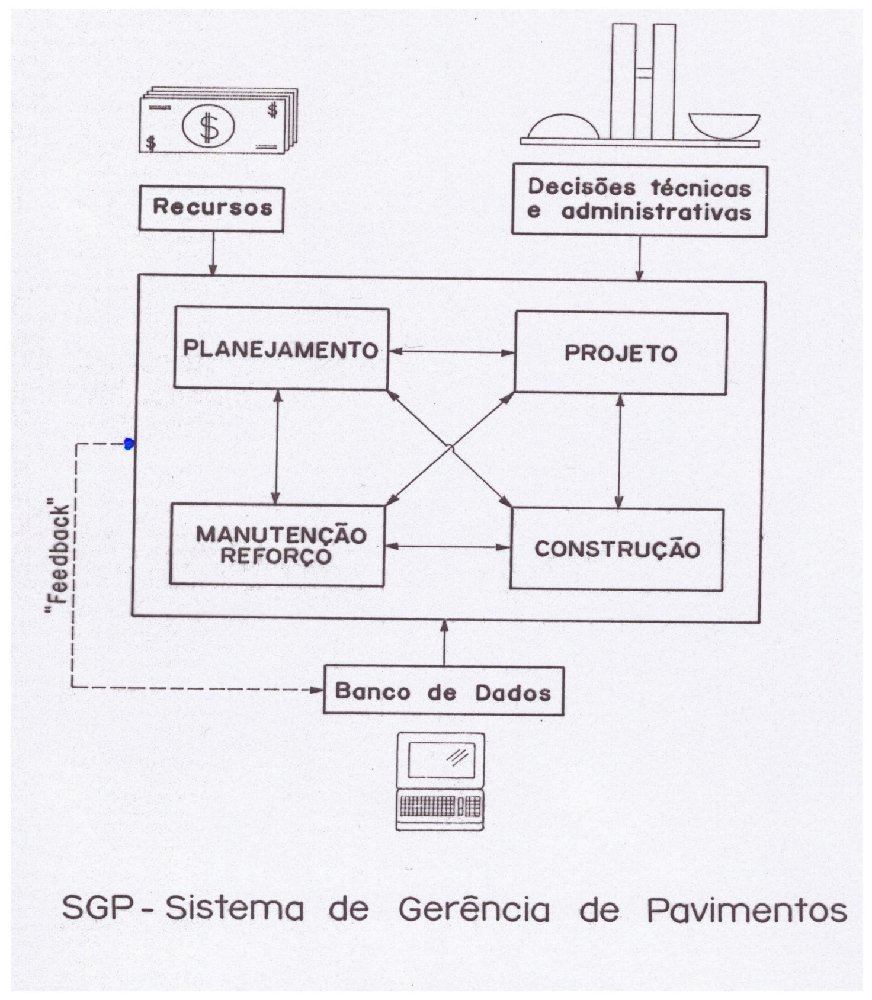 $
$
$
Recursos
Decisões técnicas
e administrativas
PLANEJAMENTO
PROJETO
MANUTENÇÃO
REFORÇO
CONSTRUÇÃO
"Feedback"
Banco de Dados
SGP - Sistema de Gerência de Pavimentos